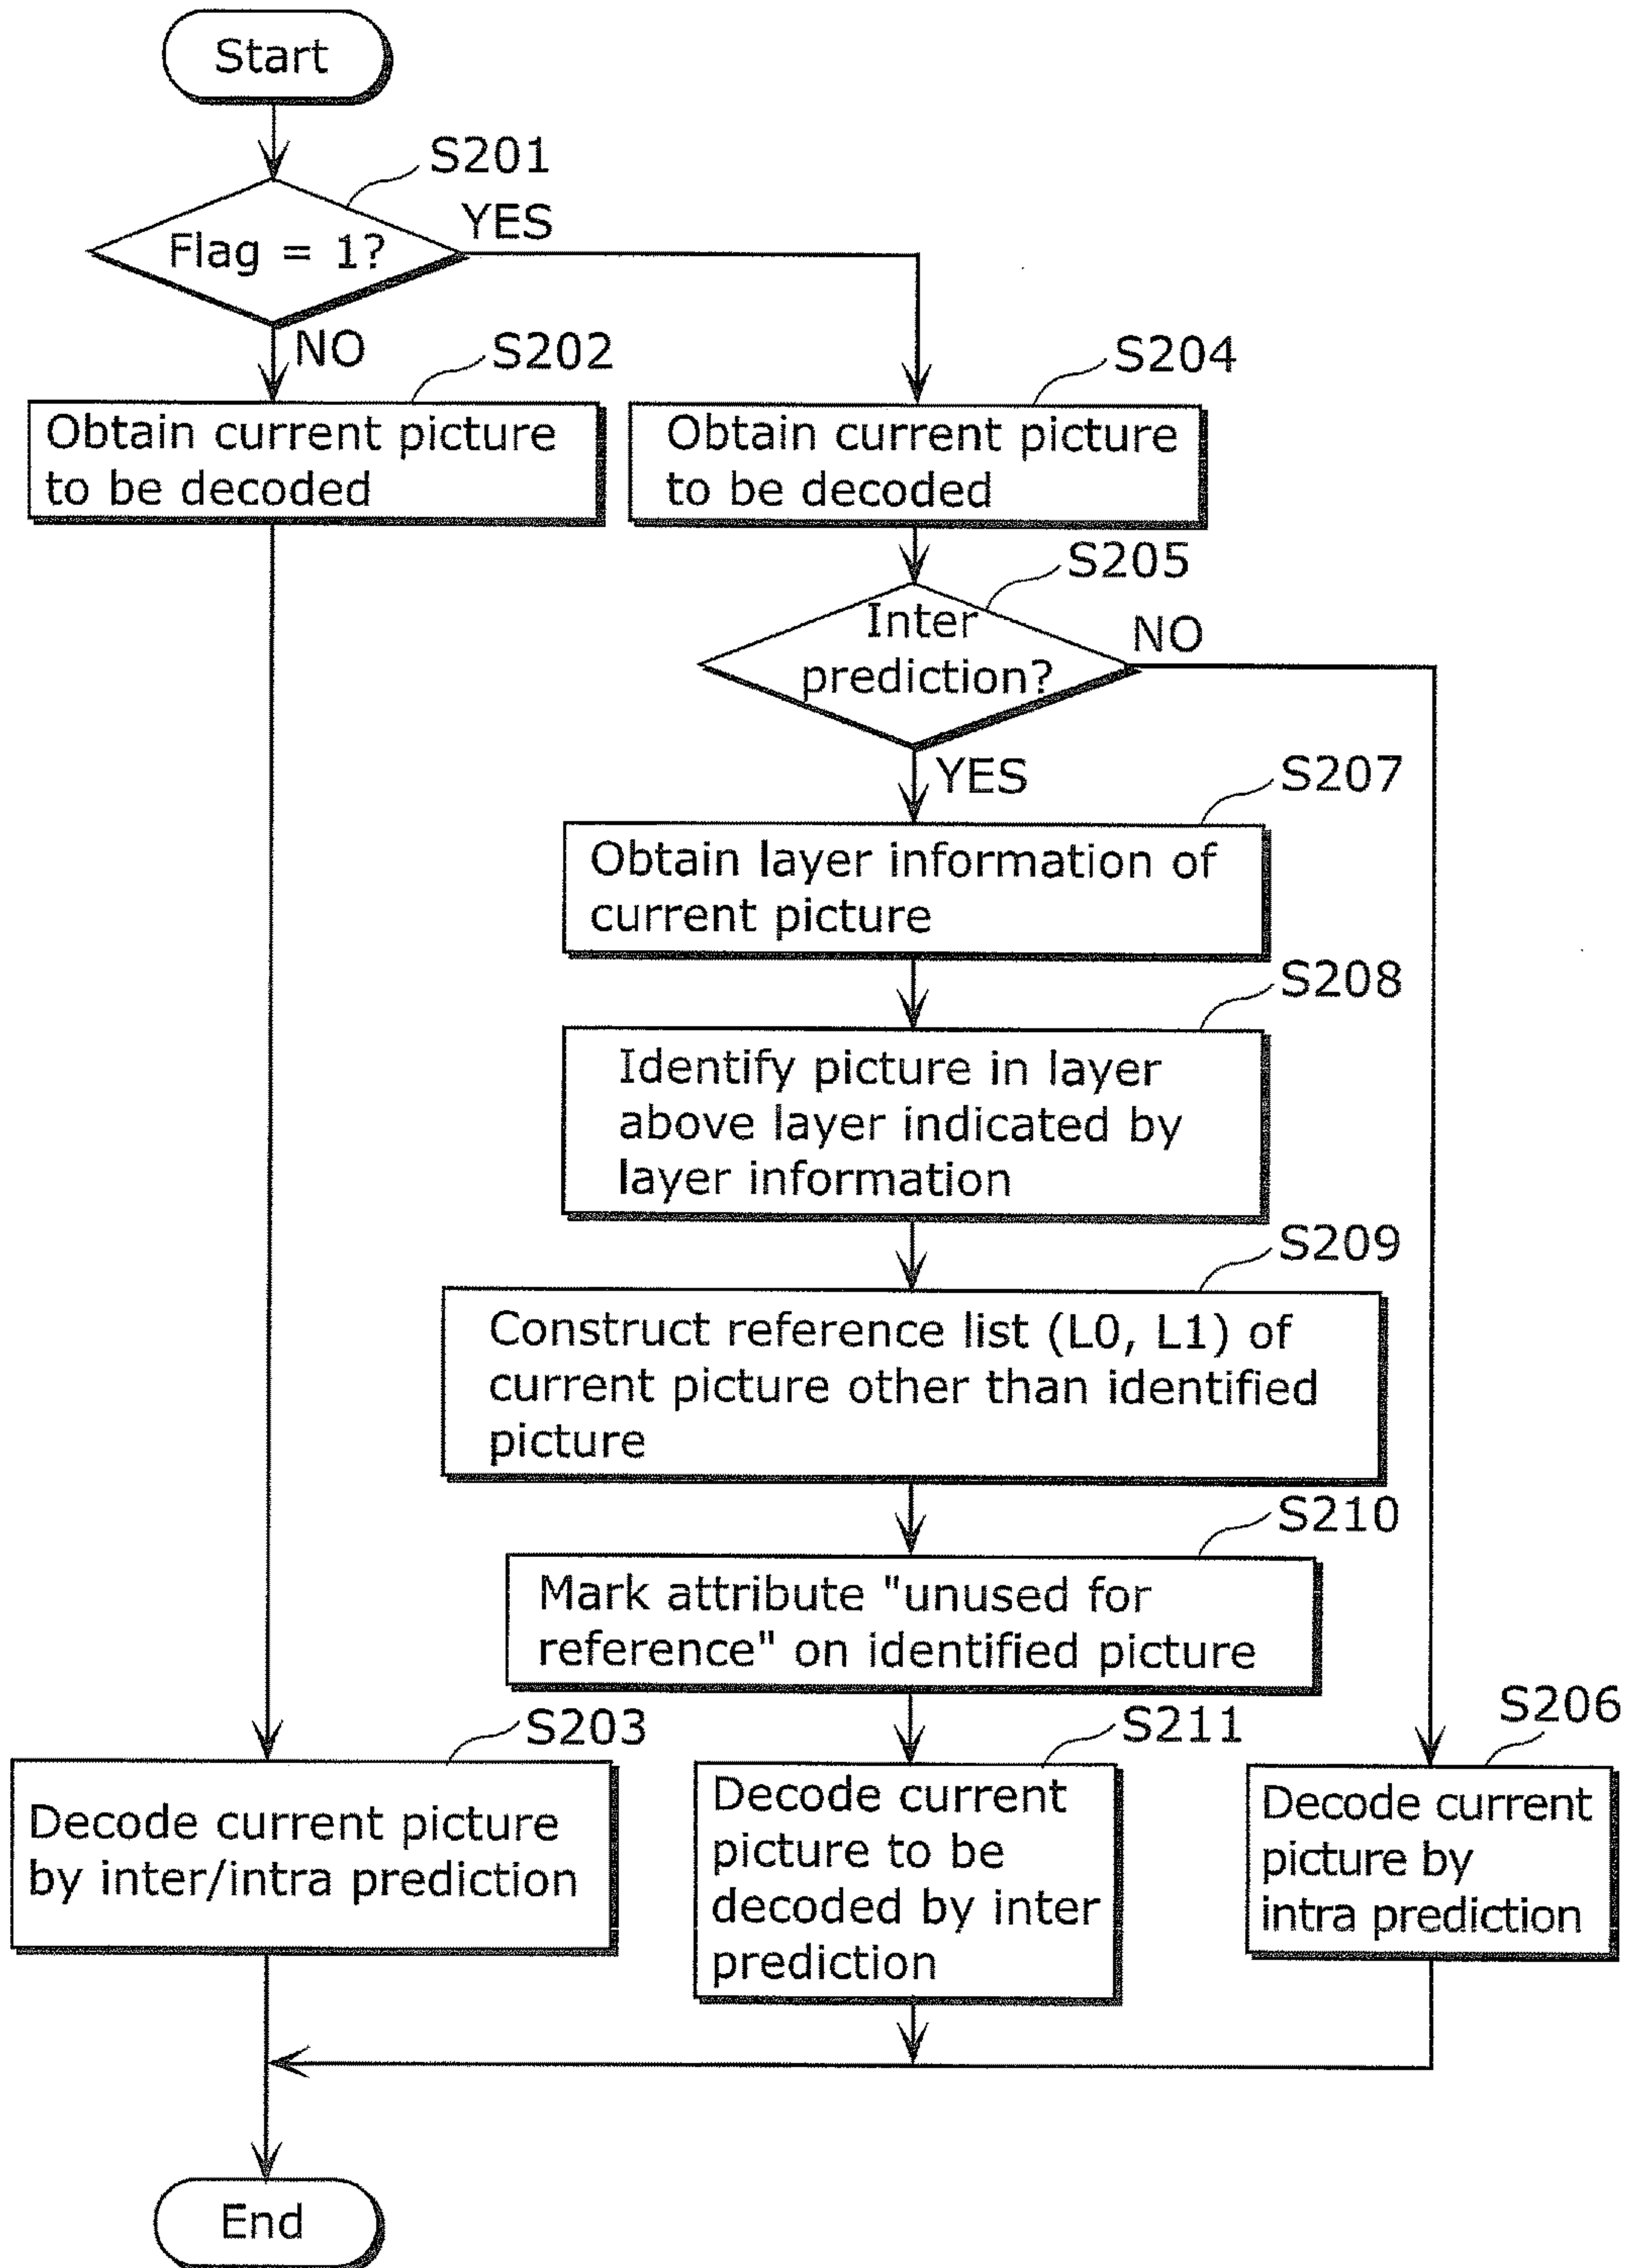 Start
S201
YES
Flag = 1?
NO
S202
S204
Obtain current picture
to be decoded
Obtain current picture
to be decoded
S205
Inter
prediction?
NO
YES
S207
Obtain layer information of
current picture
S208
Identify picture in layer
above layer indicated by
layer information
S209
Construct reference list (L0, L1) of
current picture other than identified
picture
S210
Mark attribute "unused for
reference" on identified picture
S203
S211
S206
Decode current picture
by inter/intra prediction
Decode current
picture to be
decoded by inter
prediction
Decode current
picture by
intra prediction
End